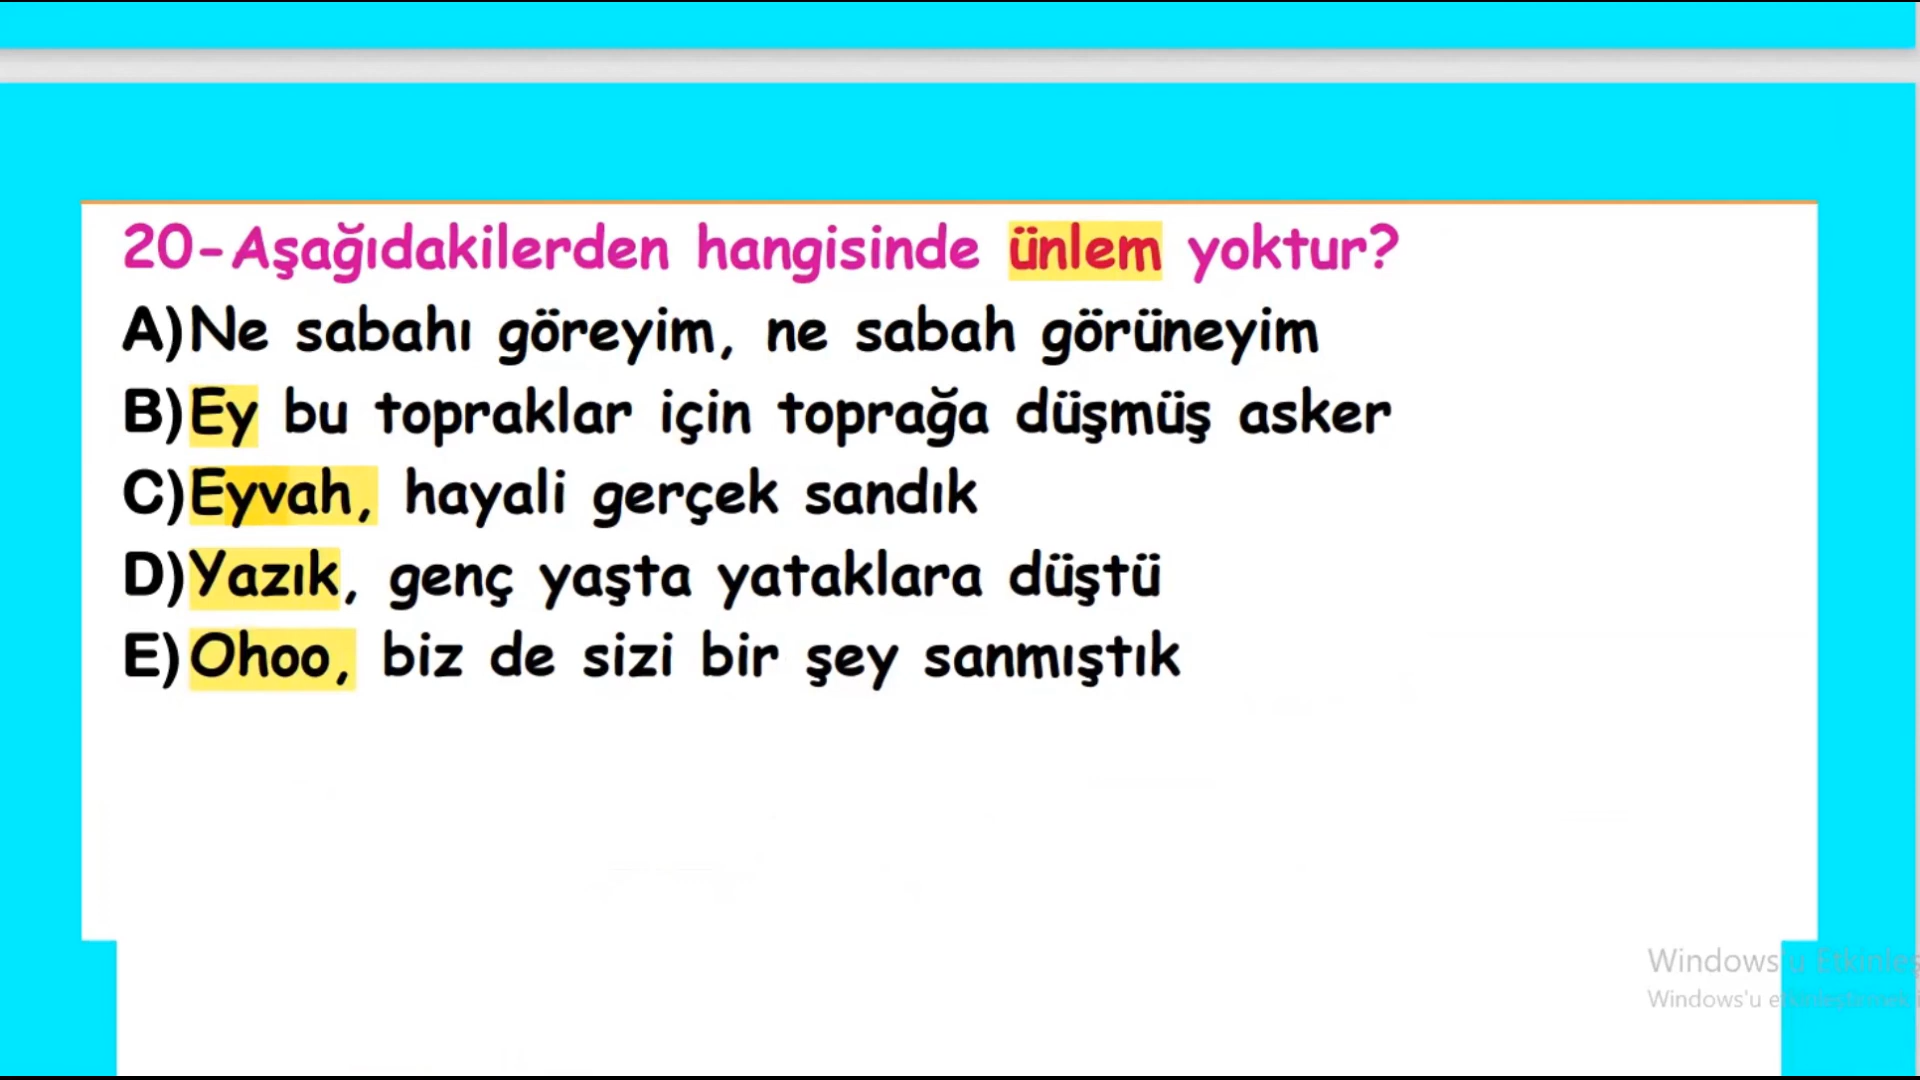 20-Aşağıdakilerden hangisinde ünlem yoktur?
A)Ne sabahı göreyim, ne sabah görüneyim
B)Ey bu topraklar için toprağa düşmüş asker
C)Eyvah, hayali gerçek sandık
D)Yazık, genç yaşta yataklara düştü
E)Ohoo, biz de sizi bir şey sanmıştık
Windows'u
Windows'u etkinleştirmek